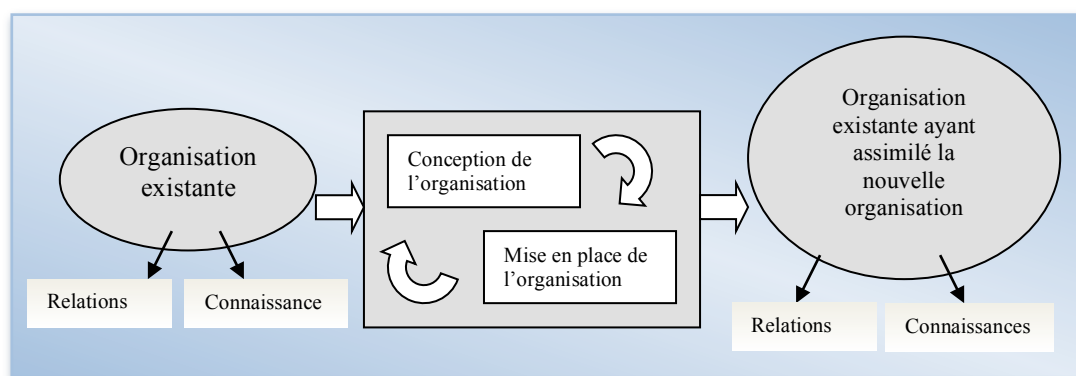 Organisation
existante
Relations
Connaissance
Conception de
l’organisation
Mise en place de
l’organisation
Organisation
existante ayant
assimilé la
nouvelle
organisation
Relations
Connaissances